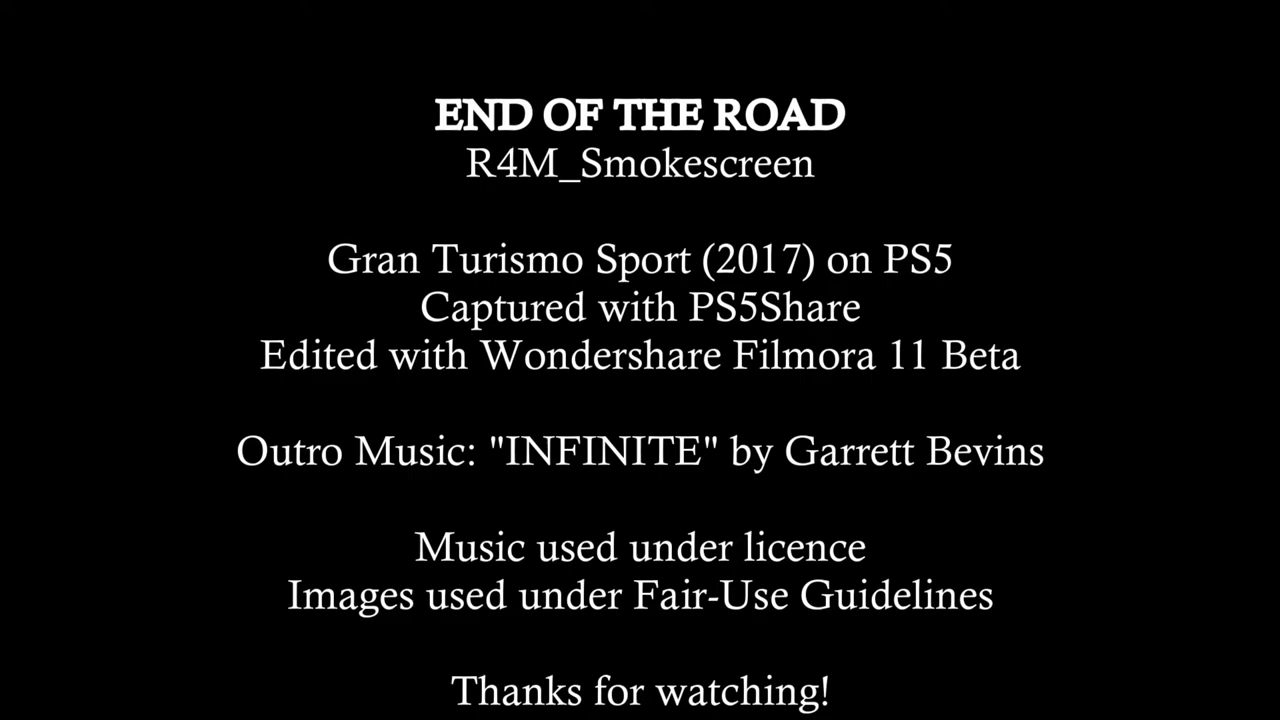 END OF THE ROAD
R4M_Smokescreen
Gran Turismo Sport (2017) on PS5
Captured with PS5Share
Edited with Wondershare Filmora 11 Beta
Outro Music: "INFINITE" by Garrett Bevins
Music used under licence
Images used under Fair-Use Guidelines
Thanks for watching!